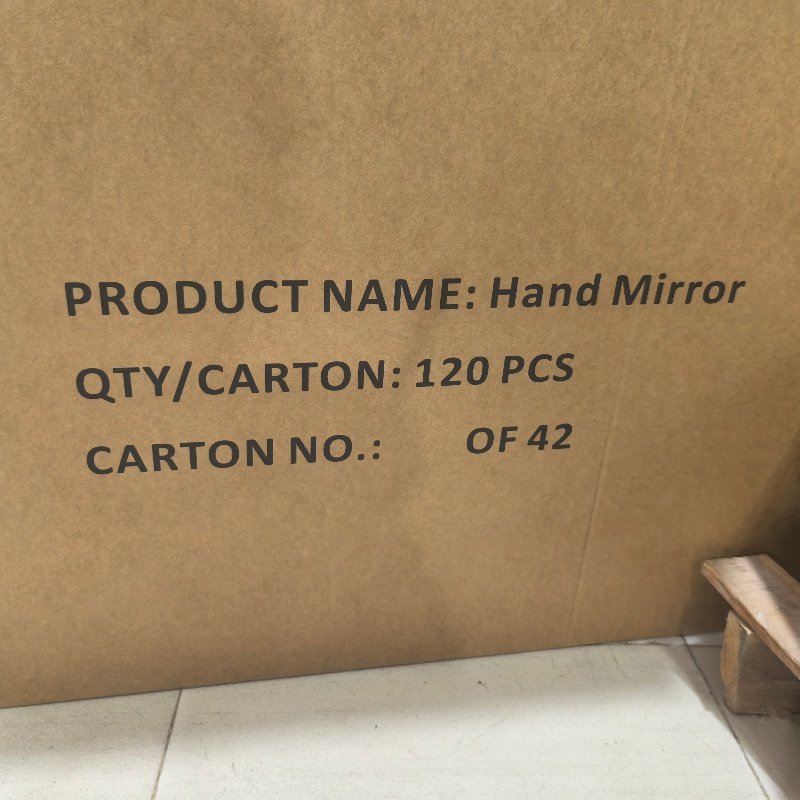 PRODUCT NAME: Hand Mirror
QTY/CARTON: 120 PCS
CARTON NO.: OF 42